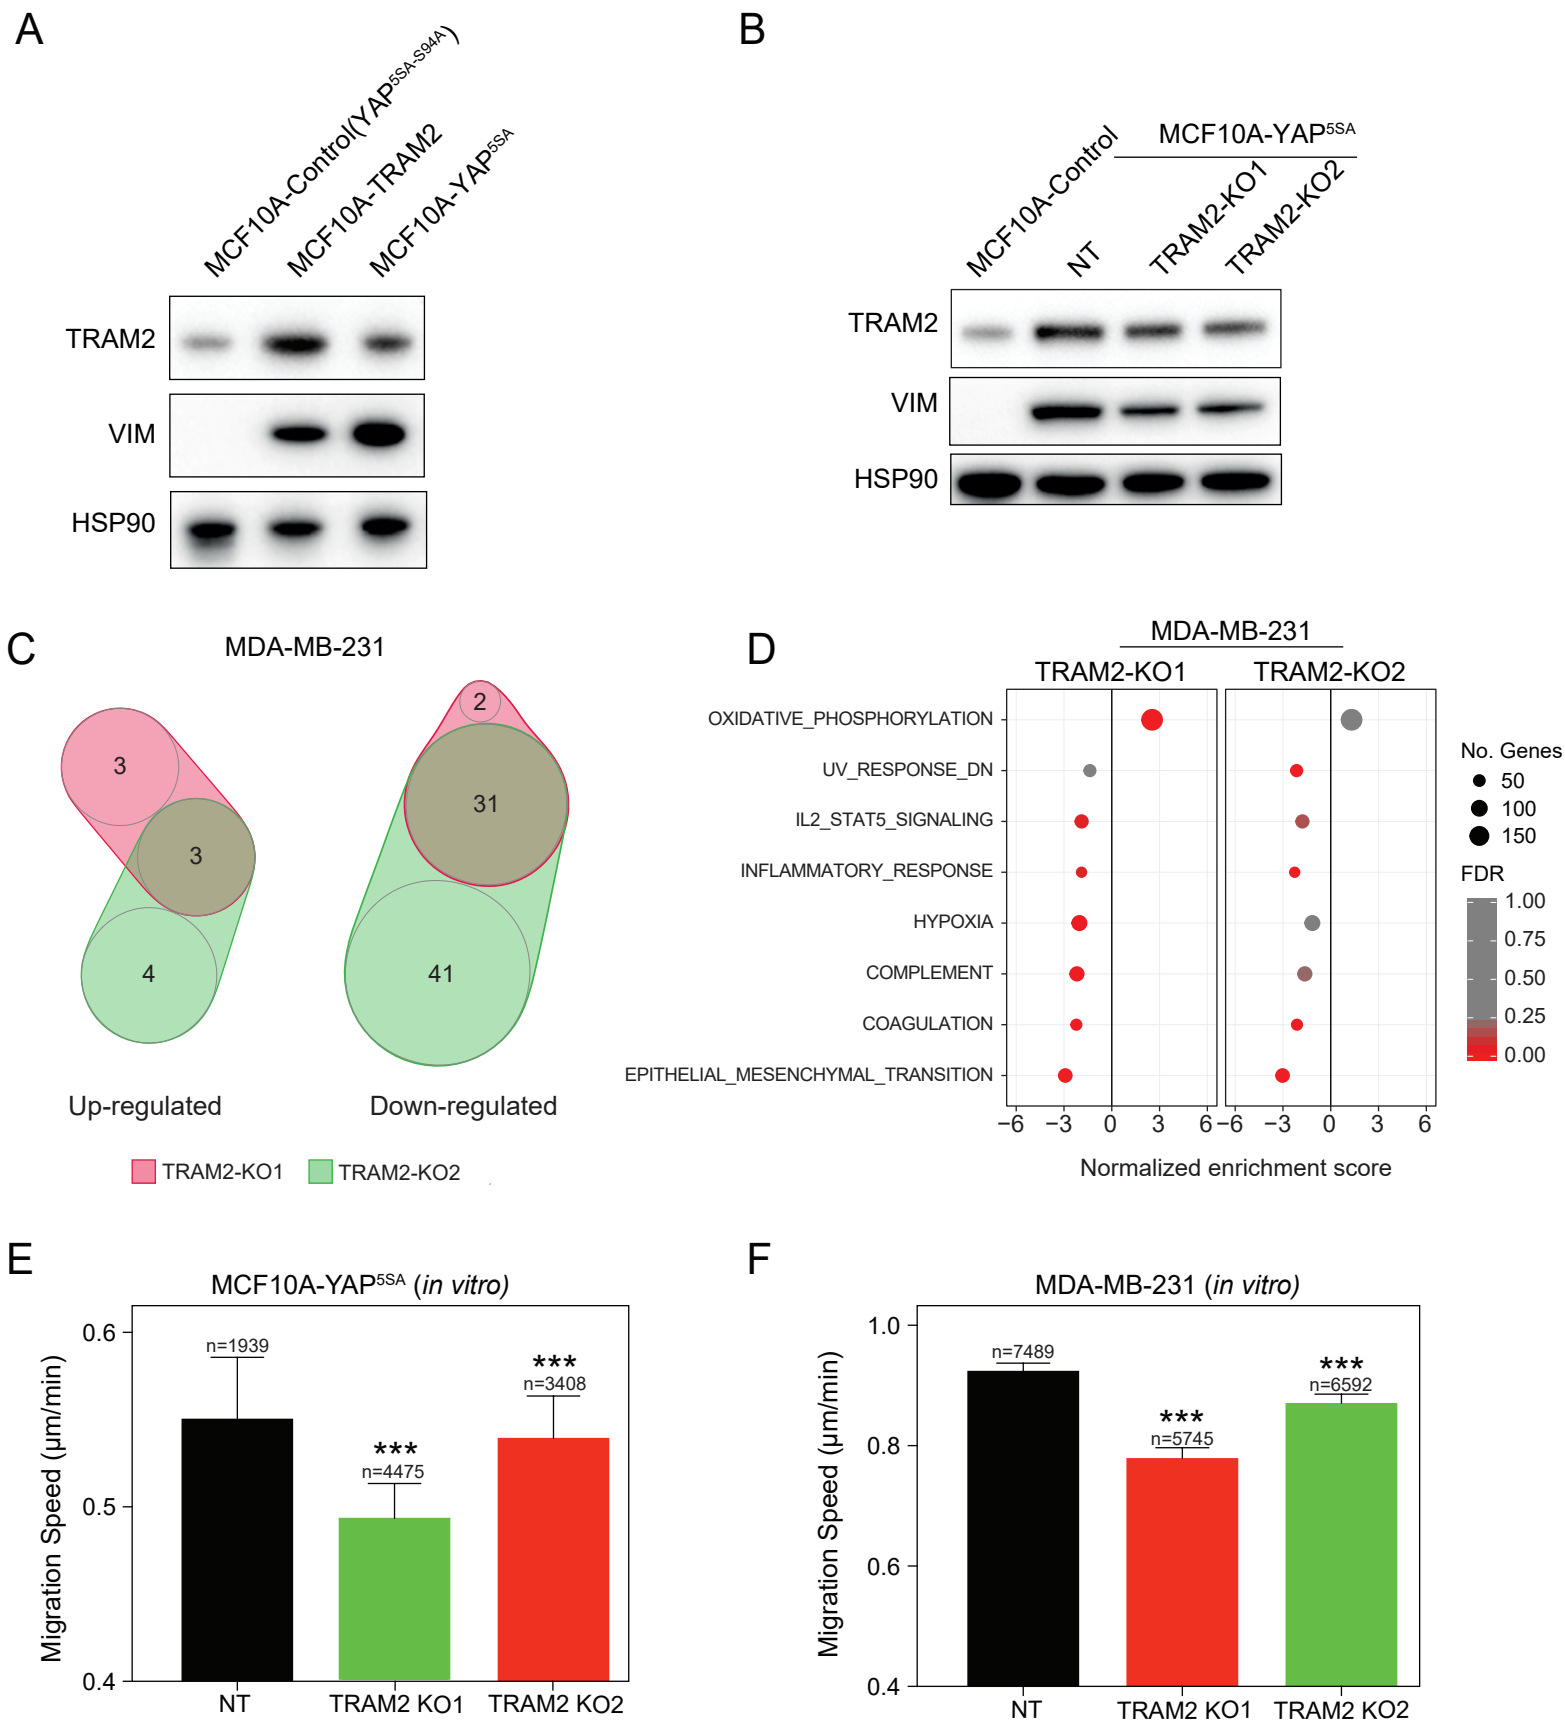 A
MCF10A-Control(YAP5SA-S94A)
MCF10A-TRAM2
MCF10A-YAP5SA
TRAM2
VIM
HSP90
B
MCF10A-Control
MCF10A-YAP5SA
NT
TRAM2-KO1
TRAM2-KO2
TRAM2
VIM
HSP90
C
MDA-MB-231
3
3
4
2
31
41
Up-regulated
Down-regulated
TRAM2-KO1
TRAM2-KO2
D
MDA-MB-231
TRAM2-KO1
TRAM2-KO2
OXIDATIVE_PHOSPHORYLATION
UV_RESPONSE_DN
IL2_STAT5_SIGNALING
INFLAMMATORY_RESPONSE
HYPOXIA
COMPLEMENT
COAGULATION
EPITHELIAL_MESENCHYMAL_TRANSITION
−6 −3 0 3 6
−6 −3 0 3 6
Normalized enrichment score
No. Genes
50
100
150
FDR
1.00
0.75
0.50
0.25
0.00
E
MCF10A-YAP5SA (in vitro)
Migration Speed (µm/min)
0.6
0.5
0.4
n=1939
***
n=4475
***
n=3408
NT
TRAM2 KO1
TRAM2 KO2
F
MDA-MB-231 (in vitro)
Migration Speed (µm/min)
1.0
0.8
0.6
0.4
n=7489
***
n=5745
***
n=6592
NT
TRAM2 KO1
TRAM2 KO2